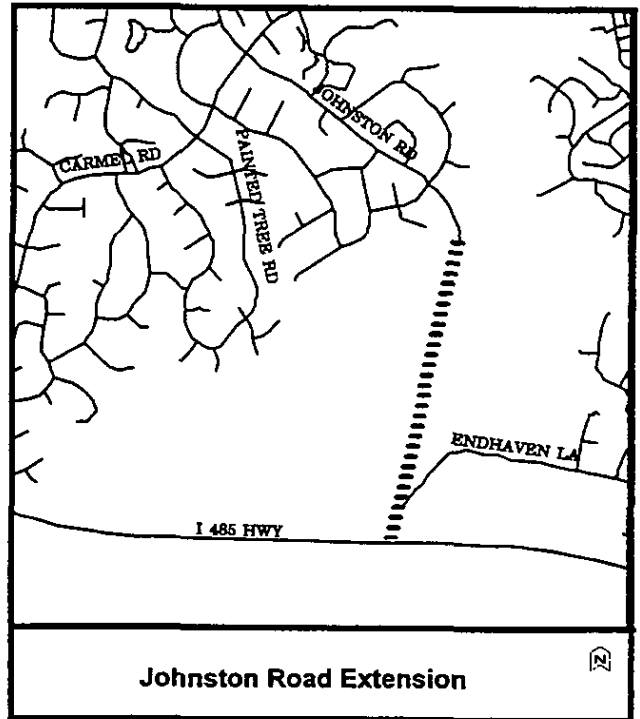 JOHNSTON RD
CARMEL RD
PAINTED TREE RD
ENDHAVEN LA
I 485 HWY
Johnston Road Extension
N